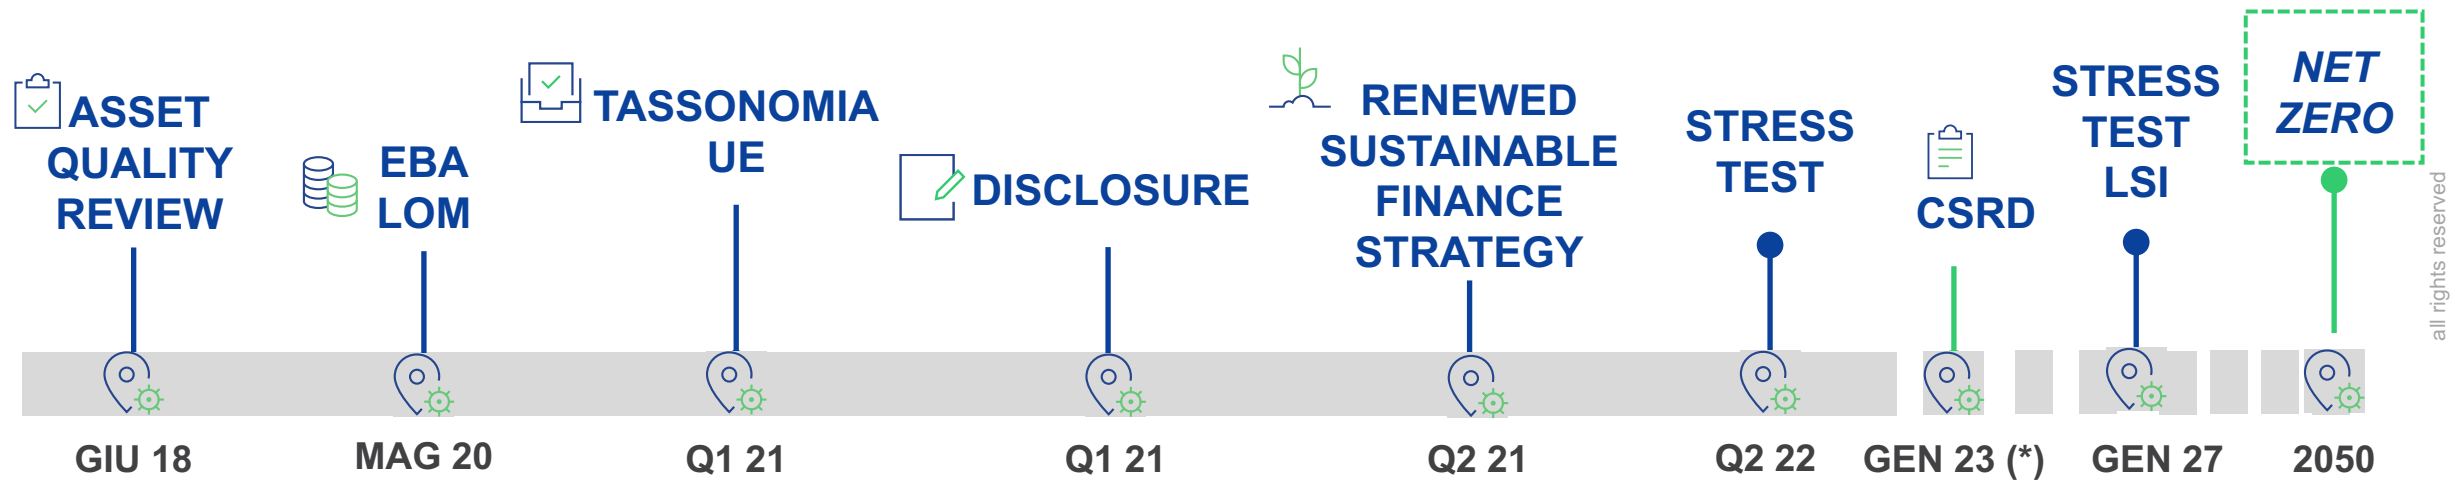 ASSET
QUALITY
REVIEW
GIU 18
EBA
LOM
MAG 20
TASSONOMIA
UE
Q1 21
DISCLOSURE
Q1 21
RENEWED
SUSTAINABLE
FINANCE
STRATEGY
Q2 21
STRESS
TEST
Q2 22
CSRD
GEN 23 (*)
STRESS
TEST
LSI
GEN 27
NET
ZERO
2050
all rights reserved